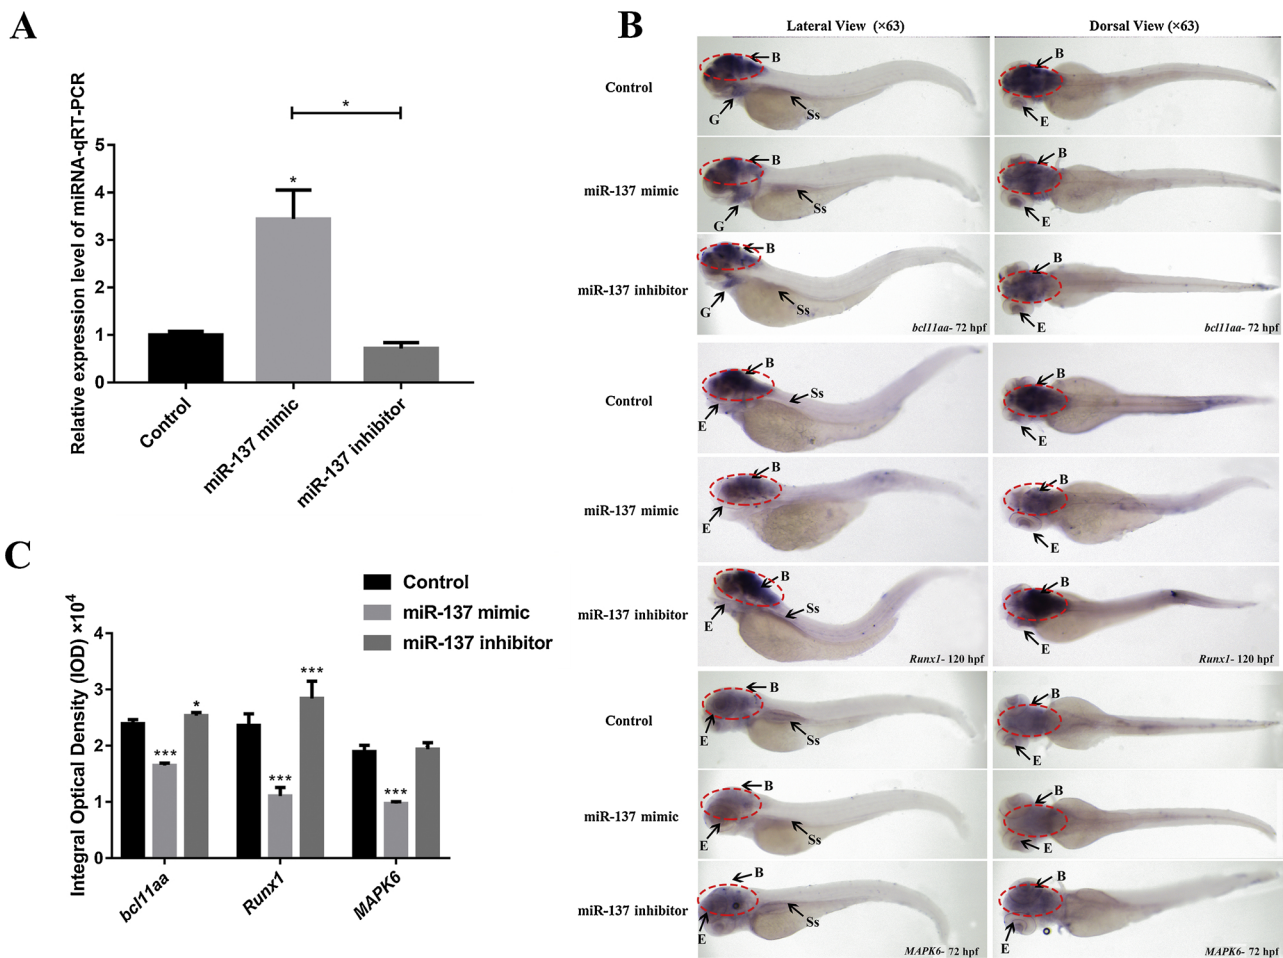 A
Relative expression level of miRNA-qRT-PCR
5
4
3
2
1
0
*
*
Control
miR-137 mimic
miR-137 inhibitor
B
Lateral View (×63)
Dorsal View (×63)
Control
B
G
Ss
B
E
miR-137 mimic
B
G
Ss
B
E
miR-137 inhibitor
B
G
Ss
bcl11aa- 72 hpf
B
E
bcl11aa- 72 hpf
Control
B
Ss
E
B
E
miR-137 mimic
B
E
B
E
miR-137 inhibitor
B
Ss
E
Runx1- 120 hpf
B
E
Runx1- 120 hpf
Control
B
E
Ss
B
E
miR-137 mimic
B
E
Ss
B
E
miR-137 inhibitor
B
E
Ss
MAPK6- 72 hpf
B
E
MAPK6- 72 hpf
C
Control
miR-137 mimic
miR-137 inhibitor
Integral Optical Density (IOD) ×10⁴
4
3
2
1
0
***
*
***
***
***
bcl11aa
Runx1
MAPK6